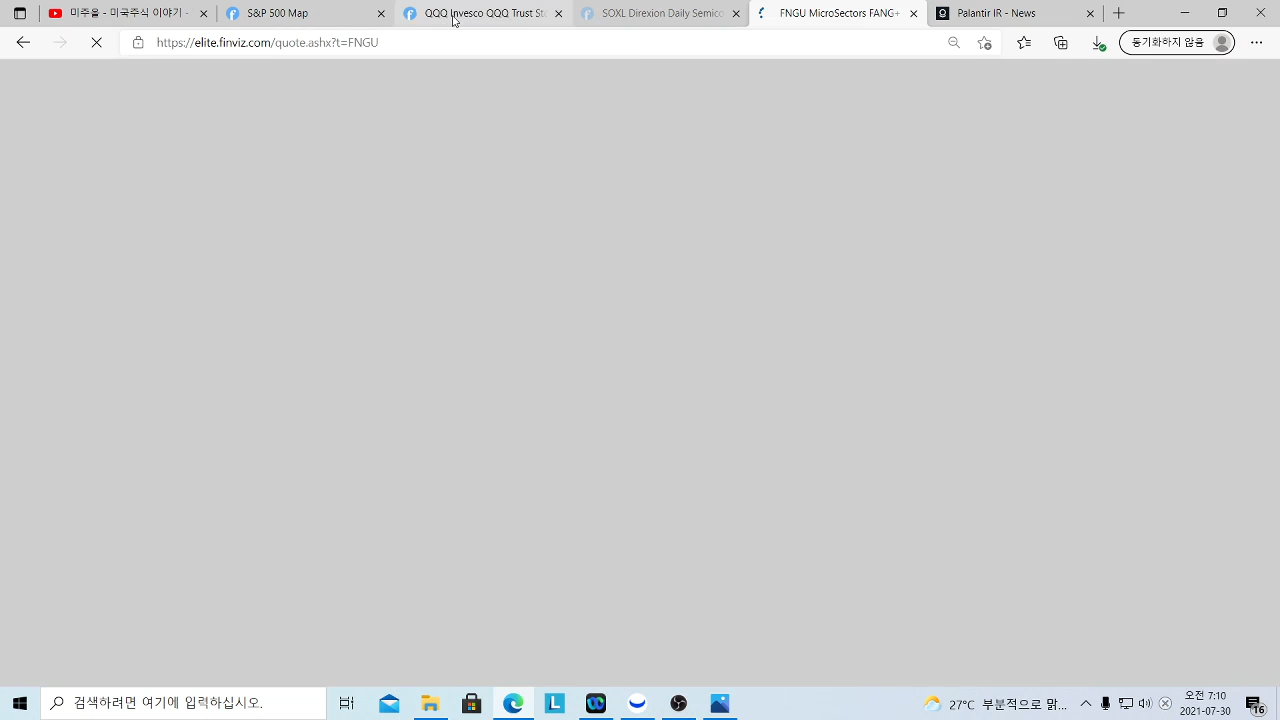 미주울 - 미국주식 이야기 -
S&P 500 Map
QQQ Invesco QQQ Trust St
SOXL Direxion Daily Semico
FNGU MicroSectors FANG+
Palantir IR - News
https://elite.finviz.com/quote.ashx?t=FNGU
동기화하지 않음
검색하려면 여기에 입력하십시오.
L
27°C 부분적으로 맑...
오전 7:10
2021-07-30
16